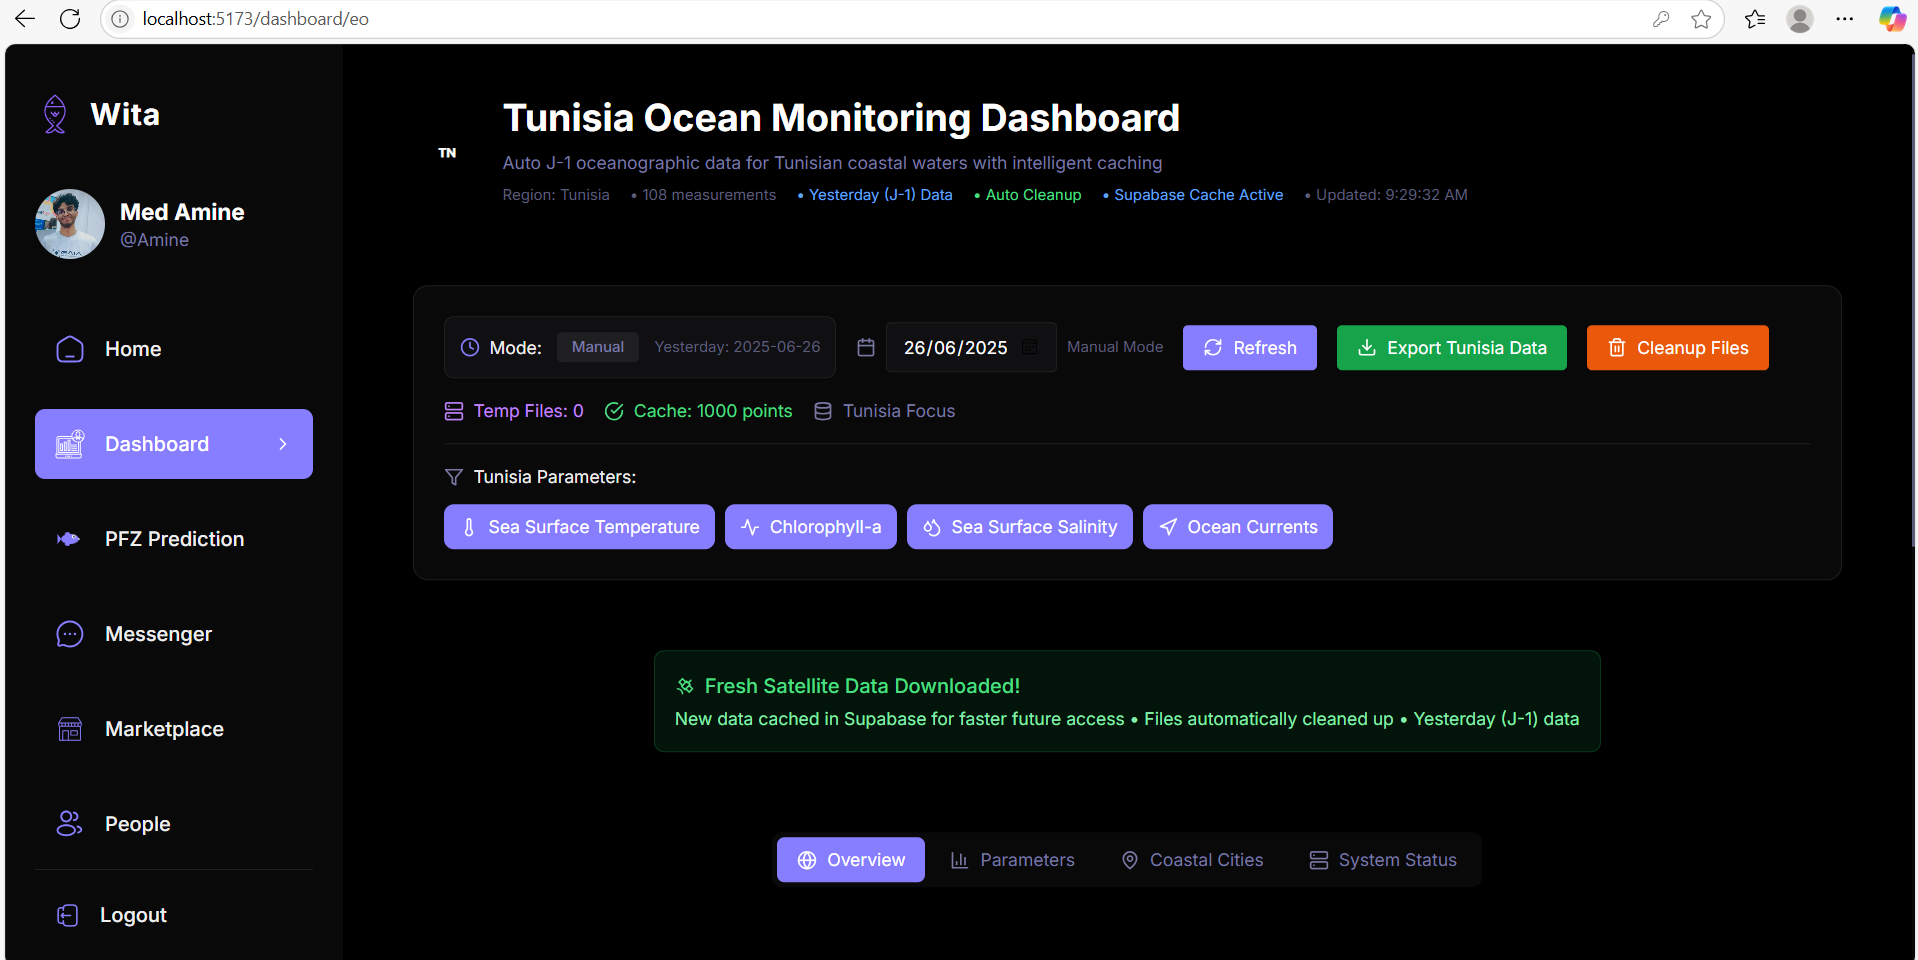 localhost:5173/dashboard/eo
Wita
Med Amine
@Amine
Home
Dashboard
PFZ Prediction
Messenger
Marketplace
People
Logout
TN
Tunisia Ocean Monitoring Dashboard
Auto J-1 oceanographic data for Tunisian coastal waters with intelligent caching
Region: Tunisia • 108 measurements • Yesterday (J-1) Data • Auto Cleanup • Supabase Cache Active • Updated: 9:29:32 AM
Mode: Manual Yesterday: 2025-06-26 26/06/2025 Manual Mode Refresh Export Tunisia Data Cleanup Files
Temp Files: 0 Cache: 1000 points Tunisia Focus
Tunisia Parameters:
Sea Surface Temperature Chlorophyll-a Sea Surface Salinity Ocean Currents
Fresh Satellite Data Downloaded!
New data cached in Supabase for faster future access • Files automatically cleaned up • Yesterday (J-1) data
Overview Parameters Coastal Cities System Status